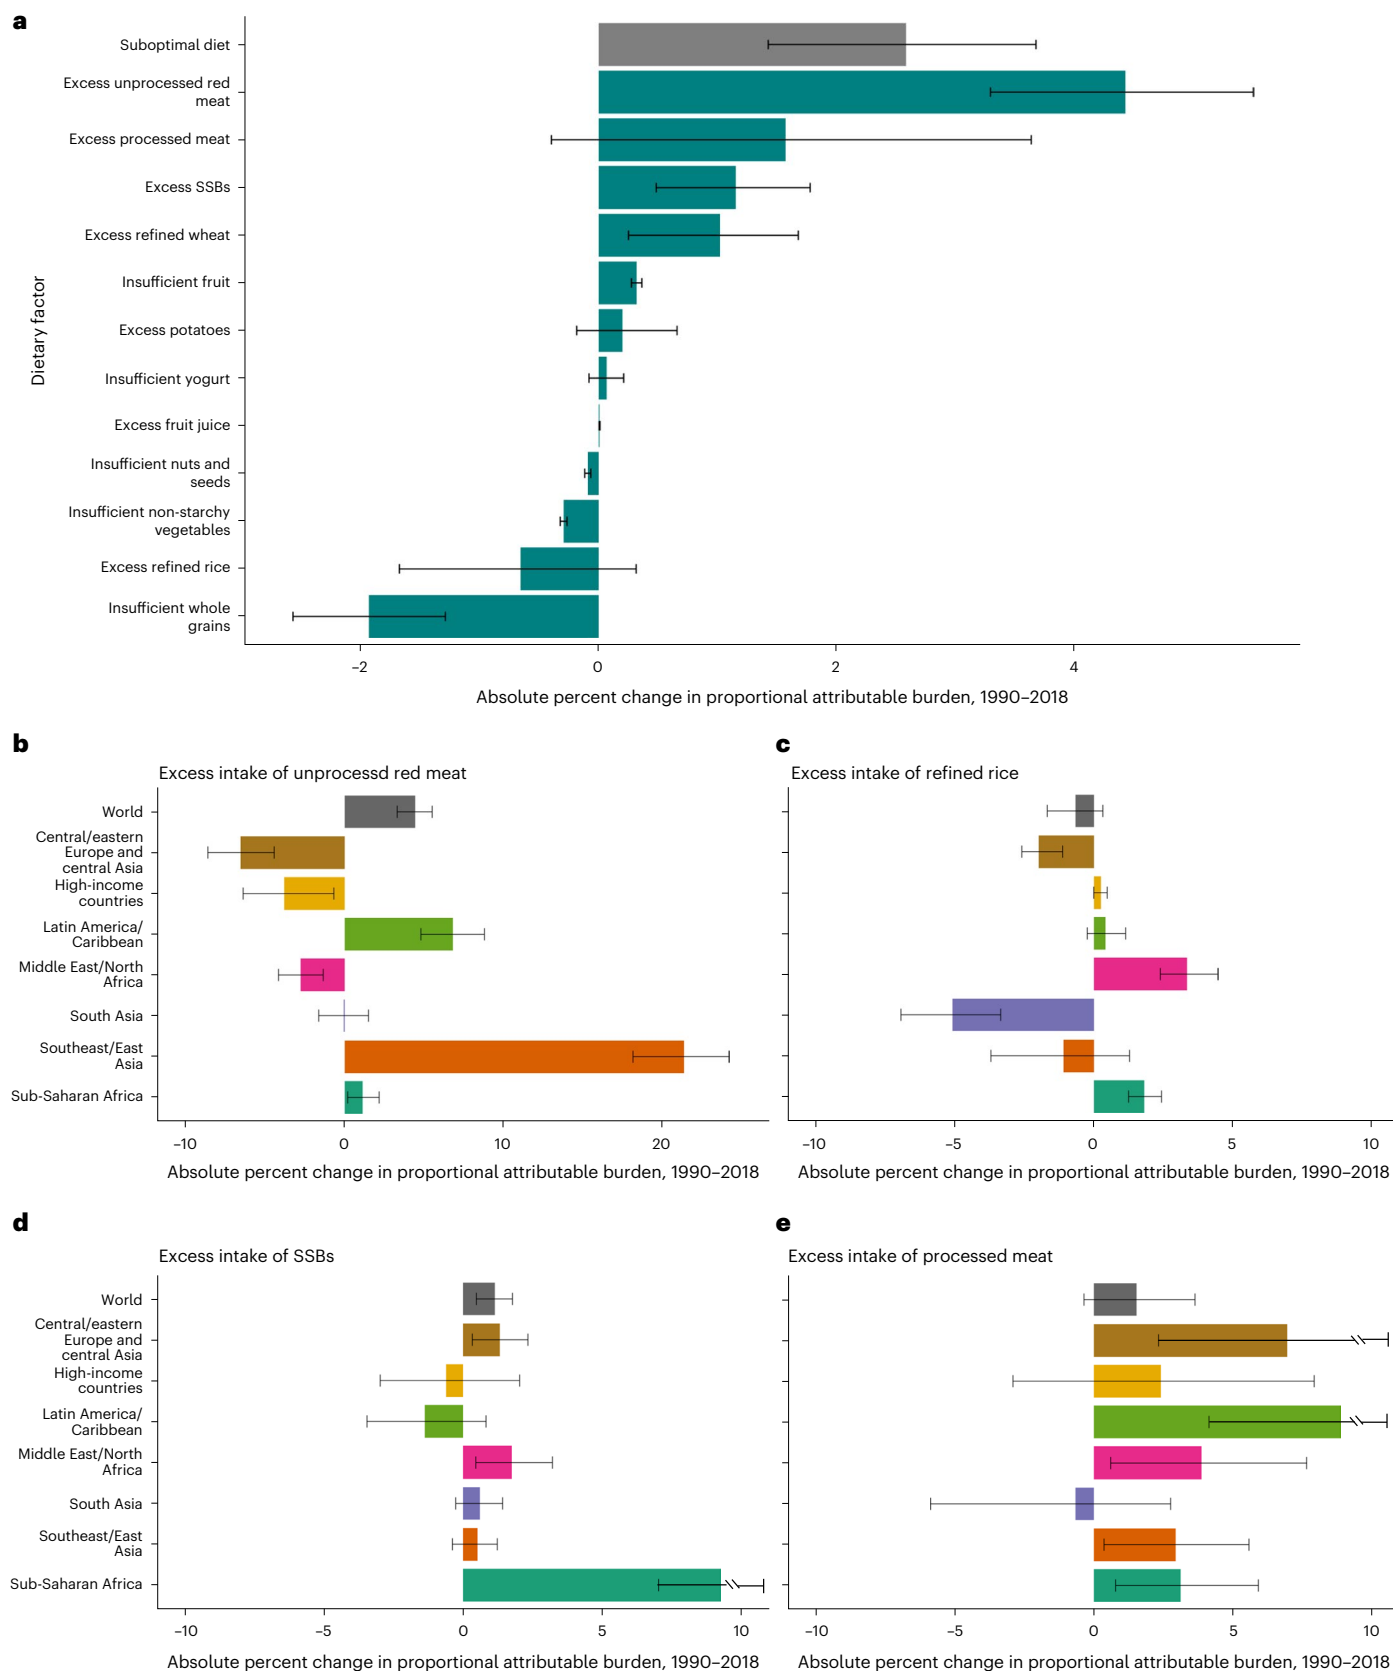 a
Suboptimal diet
Excess unprocessed red
meat
Excess processed meat
Excess SSBs
Excess refined wheat
Insufficient fruit
Excess potatoes
Insufficient yogurt
Excess fruit juice
Insufficient nuts and
seeds
Insufficient non-starchy
vegetables
Excess refined rice
Insufficient whole
grains
Dietary factor
–2 0 2 4
Absolute percent change in proportional attributable burden, 1990–2018
b
Excess intake of unprocessd red meat
World
Central/eastern
Europe and
central Asia
High-income
countries
Latin America/
Caribbean
Middle East/North
Africa
South Asia
Southeast/East
Asia
Sub-Saharan Africa
–10 0 10 20
Absolute percent change in proportional attributable burden, 1990–2018
c
Excess intake of refined rice
–10 –5 0 5 10
Absolute percent change in proportional attributable burden, 1990–2018
d
Excess intake of SSBs
World
Central/eastern
Europe and
central Asia
High-income
countries
Latin America/
Caribbean
Middle East/North
Africa
South Asia
Southeast/East
Asia
Sub-Saharan Africa
–10 –5 0 5 10
Absolute percent change in proportional attributable burden, 1990–2018
e
Excess intake of processed meat
–10 –5 0 5 10
Absolute percent change in proportional attributable burden, 1990–2018